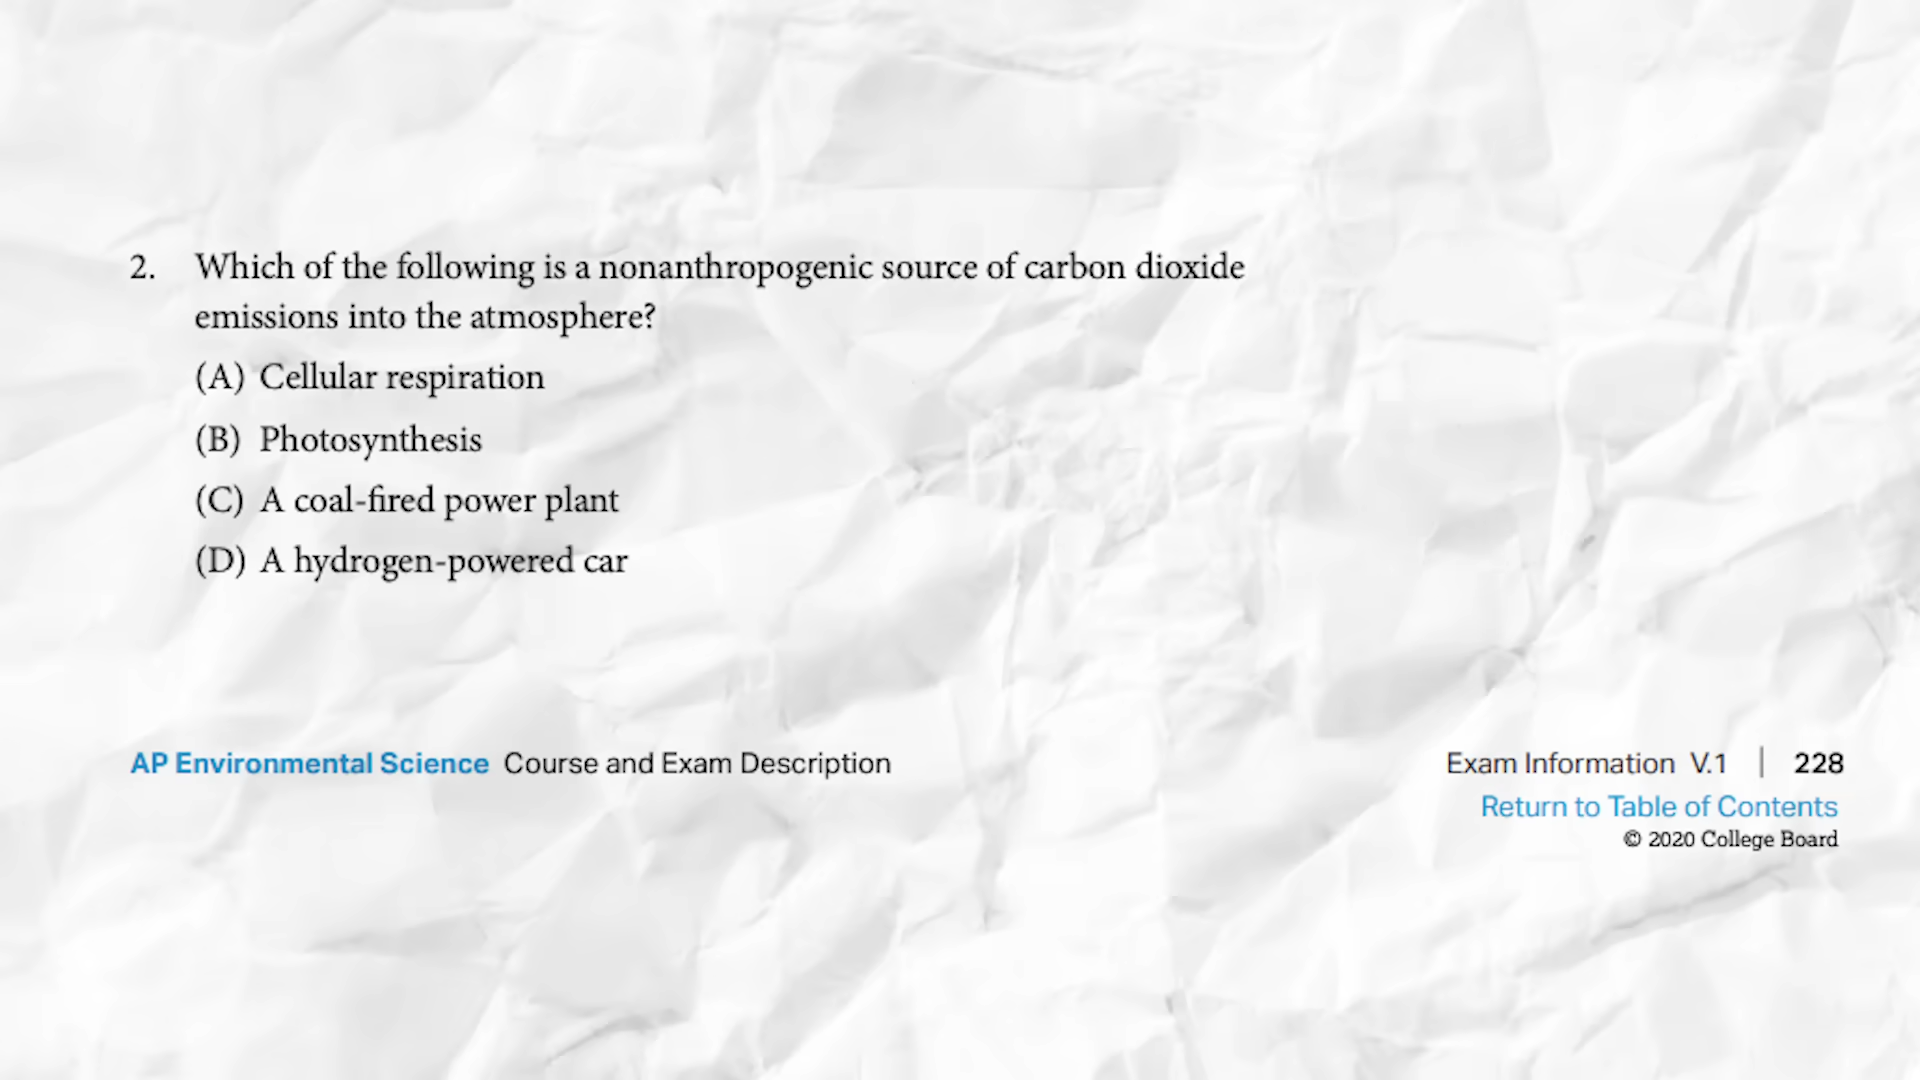 2. Which of the following is a nonanthropogenic source of carbon dioxide
emissions into the atmosphere?
(A) Cellular respiration
(B) Photosynthesis
(C) A coal-fired power plant
(D) A hydrogen-powered car
AP Environmental Science Course and Exam Description
Exam Information V.1 | 228
Return to Table of Contents
© 2020 College Board